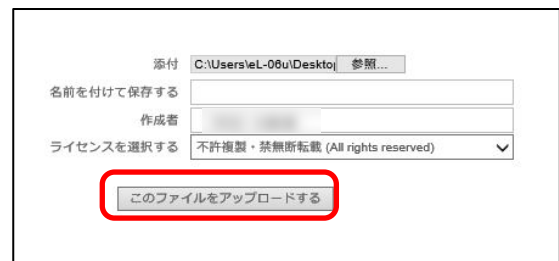 添付 C:\Users\eL-06u\Desktop 参照...
名前を付けて保存する
作成者
ライセンスを選択する 不許複製・禁無断転載 (All rights reserved)
このファイルをアップロードする